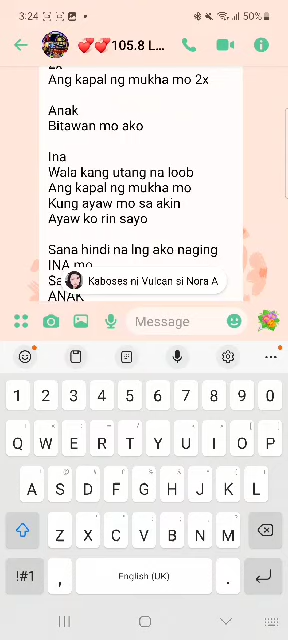 3:24
50%
105.8 L...
Ang kapal ng mukha mo 2x
Anak
Bitawan mo ako
Ina
Wala kang utang na loob
Ang kapal ng mukha mo
Kung ayaw mo sa akin
Ayaw ko rin sayo
Sana hindi na lng ako naging
INA mo
Sa
Kaboses ni Vulcan si Nora A
ANAK
Message
1 2 3 4 5 6 7 8 9 0
Q W E R T Y U I O P
A S D F G H J K L
Z X C V B N M
!#1 , English (UK) .